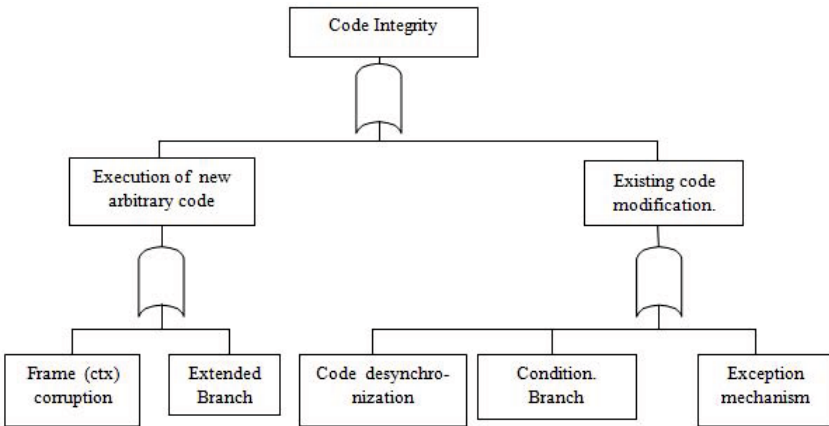 Code Integrity
Execution of new
arbitrary code
Existing code
modification.
Frame (ctx)
corruption
Extended
Branch
Code desynchro-
nization
Condition.
Branch
Exception
mechanism